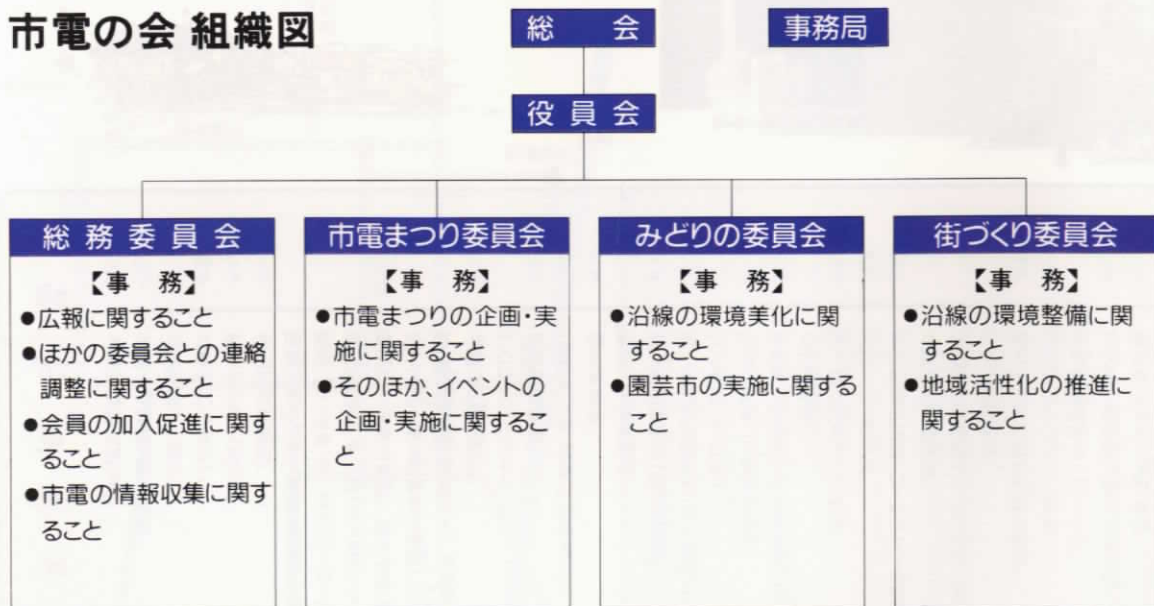 市電の会 組織図
総　会
事務局
役員会
総務委員会
【事　務】
●広報に関すること
●ほかの委員会との連絡
調整に関すること
●会員の加入促進に関す
ること
●市電の情報収集に関す
ること
市電まつり委員会
【事　務】
●市電まつりの企画・実
施に関すること
●そのほか、イベントの
企画・実施に関するこ
と
みどりの委員会
【事　務】
●沿線の環境美化に関
すること
●園芸市の実施に関する
こと
街づくり委員会
【事　務】
●沿線の環境整備に関
すること
●地域活性化の推進に
関すること